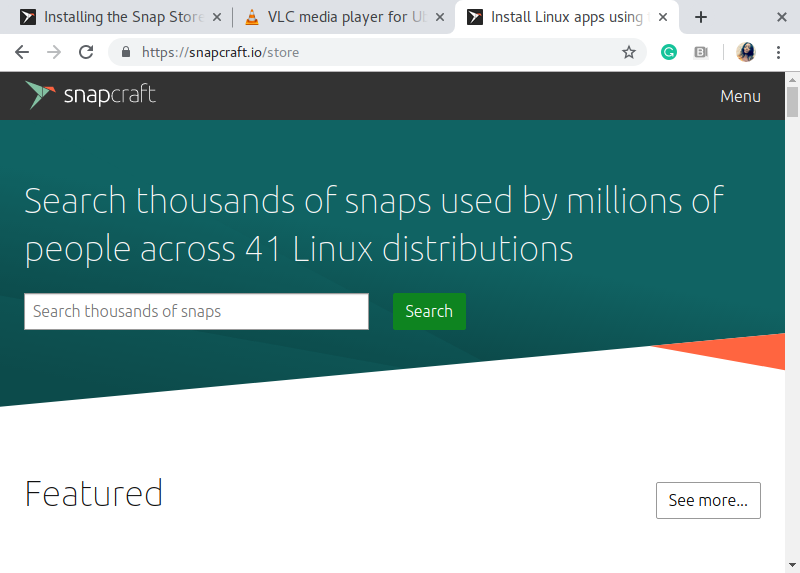 Installing the Snap Store
VLC media player for Ub
Install Linux apps using
https://snapcraft.io/store
snapcraft
Menu
Search thousands of snaps used by millions of
people across 41 Linux distributions
Search thousands of snaps
Search
Featured
See more...